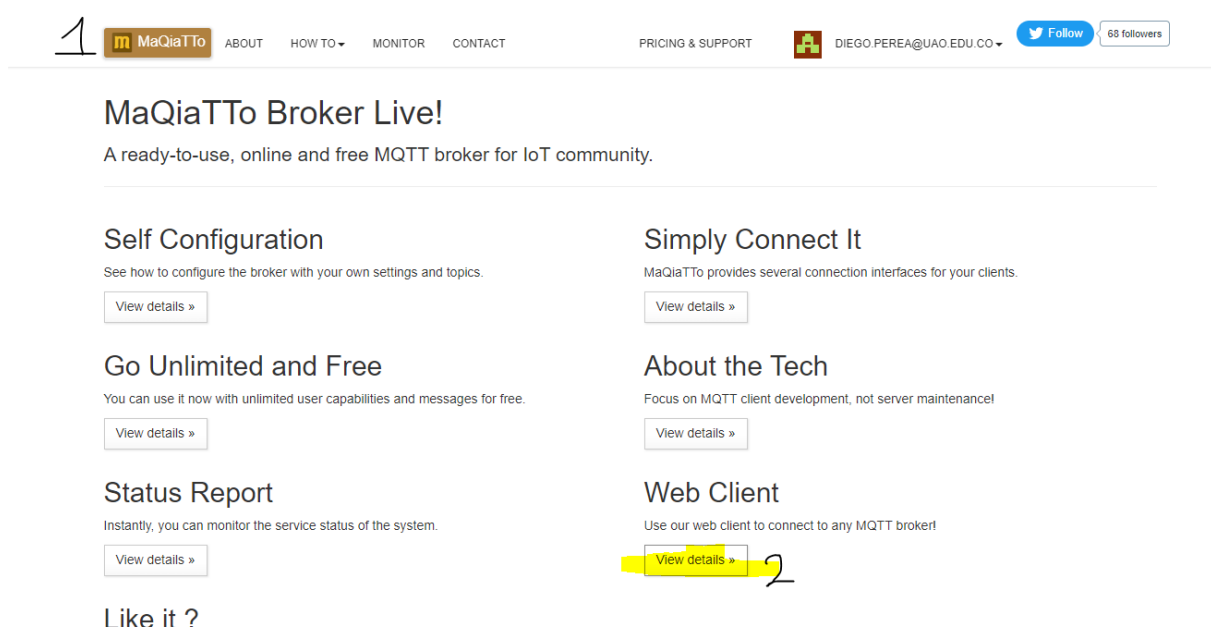 1 m MaQiaTTo ABOUT HOW TO MONITOR CONTACT PRICING & SUPPORT DIEGO.PEREA@UAO.EDU.CO Follow 68 followers
MaQiaTTo Broker Live!
A ready-to-use, online and free MQTT broker for IoT community.
Self Configuration
See how to configure the broker with your own settings and topics.
View details »
Simply Connect It
MaQiaTTo provides several connection interfaces for your clients.
View details »
Go Unlimited and Free
You can use it now with unlimited user capabilities and messages for free.
View details »
About the Tech
Focus on MQTT client development, not server maintenance!
View details »
Status Report
Instantly, you can monitor the service status of the system.
View details »
Web Client
Use our web client to connect to any MQTT broker!
View details » 2
Like it ?